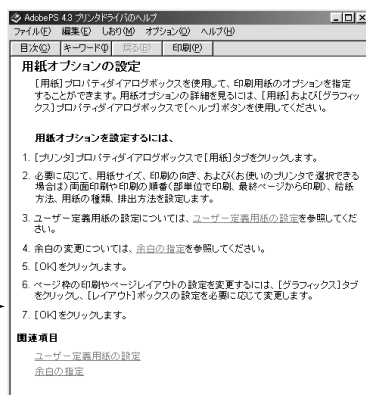 AdobePS 4.3 プリンタドライバのヘルプ
ファイル(F) 編集(E) しおり(M) オプション(O) ヘルプ(H)
目次(C) キーワード(I) 戻る(B) 印刷(P)
用紙オプションの設定
［用紙］プロパティダイアログボックスを使用して、印刷用紙のオプションを指定
することができます。用紙オプションの詳細を見るには、［用紙］および［グラフィッ
クス］プロパティダイアログボックスで［ヘルプ］ボタンを使用してください。
用紙オプションを設定するには、
1. ［プリンタ］プロパティダイアログボックスで［用紙］タブをクリックします。
2. 必要に応じて、用紙サイズ、印刷の向き、および（お使いのプリンタで選択できる
場合は）両面印刷や印刷の順番（部単位で印刷、最終ページから印刷）、給紙
方法、用紙の種類、排出方法を設定します。
3. ユーザー定義用紙の設定については、ユーザー定義用紙の設定を参照してくだ
さい。
4. 余白の変更については、余白の指定を参照してください。
5. ［OK］をクリックします。
6. ページ枠の印刷やページレイアウトの設定を変更するには、［グラフィックス］タブ
をクリックし、［レイアウト］ボックスの設定を必要に応じて変更します。
7. ［OK］をクリックします。
関連項目
ユーザー定義用紙の設定
余白の指定